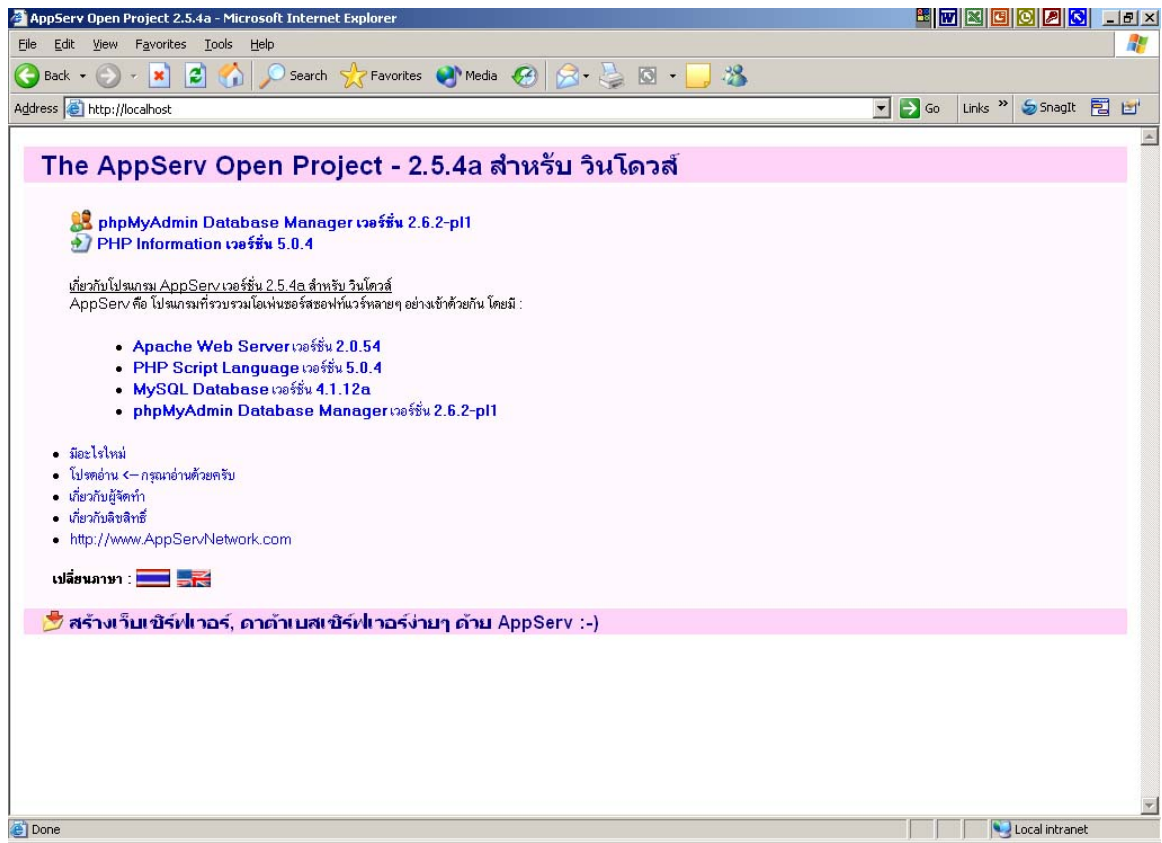 AppServ Open Project 2.5.4a - Microsoft Internet Explorer
File Edit View Favorites Tools Help
Back Search Favorites Media
Address http://localhost Go Links » SnagIt
The AppServ Open Project - 2.5.4a สำหรับ วินโดวส์
phpMyAdmin Database Manager เวอร์ชั่น 2.6.2-pl1
PHP Information เวอร์ชั่น 5.0.4
เกี่ยวกับโปรแกรม AppServ เวอร์ชั่น 2.5.4a สำหรับ วินโดวส์
AppServ คือ โปรแกรมที่รวบรวมโอเพ่นซอร์สซอฟท์แวร์หลายๆ อย่างเข้าด้วยกัน โดยมี :
• Apache Web Server เวอร์ชั่น 2.0.54
• PHP Script Language เวอร์ชั่น 5.0.4
• MySQL Database เวอร์ชั่น 4.1.12a
• phpMyAdmin Database Manager เวอร์ชั่น 2.6.2-pl1
• มีอะไรใหม่
• โปรดอ่าน <-- กรุณาอ่านด้วยครับ
• เกี่ยวกับผู้จัดทำ
• เกี่ยวกับลิขสิทธิ์
• http://www.AppServNetwork.com
เปลี่ยนภาษา :
สร้างเว็บเซิร์ฟเวอร์, ดาต้าเบสเซิร์ฟเวอร์ง่ายๆ ด้วย AppServ :-)
Done Local intranet